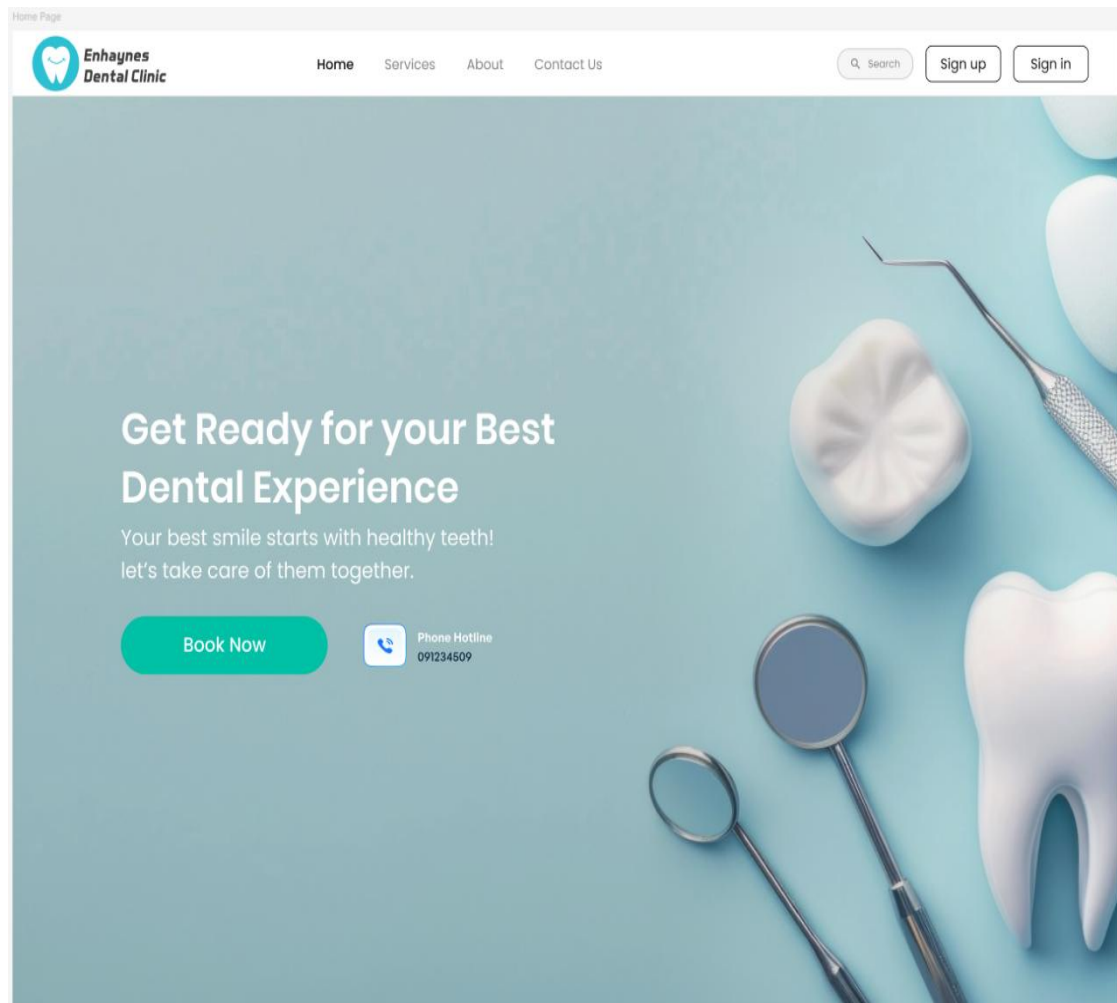 Home Page
Enhaynes
Dental Clinic
Home Services About Contact Us
Search Sign up Sign in
Get Ready for your Best
Dental Experience
Your best smile starts with healthy teeth!
let's take care of them together.
Book Now
Phone Hotline
091234509